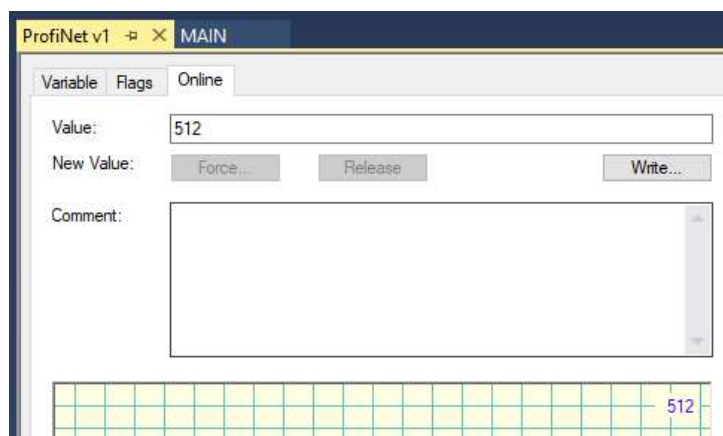 ProfiNet v1 MAIN
Variable Flags Online
Value: 512
New Value: Force... Release Write...
Comment:
512